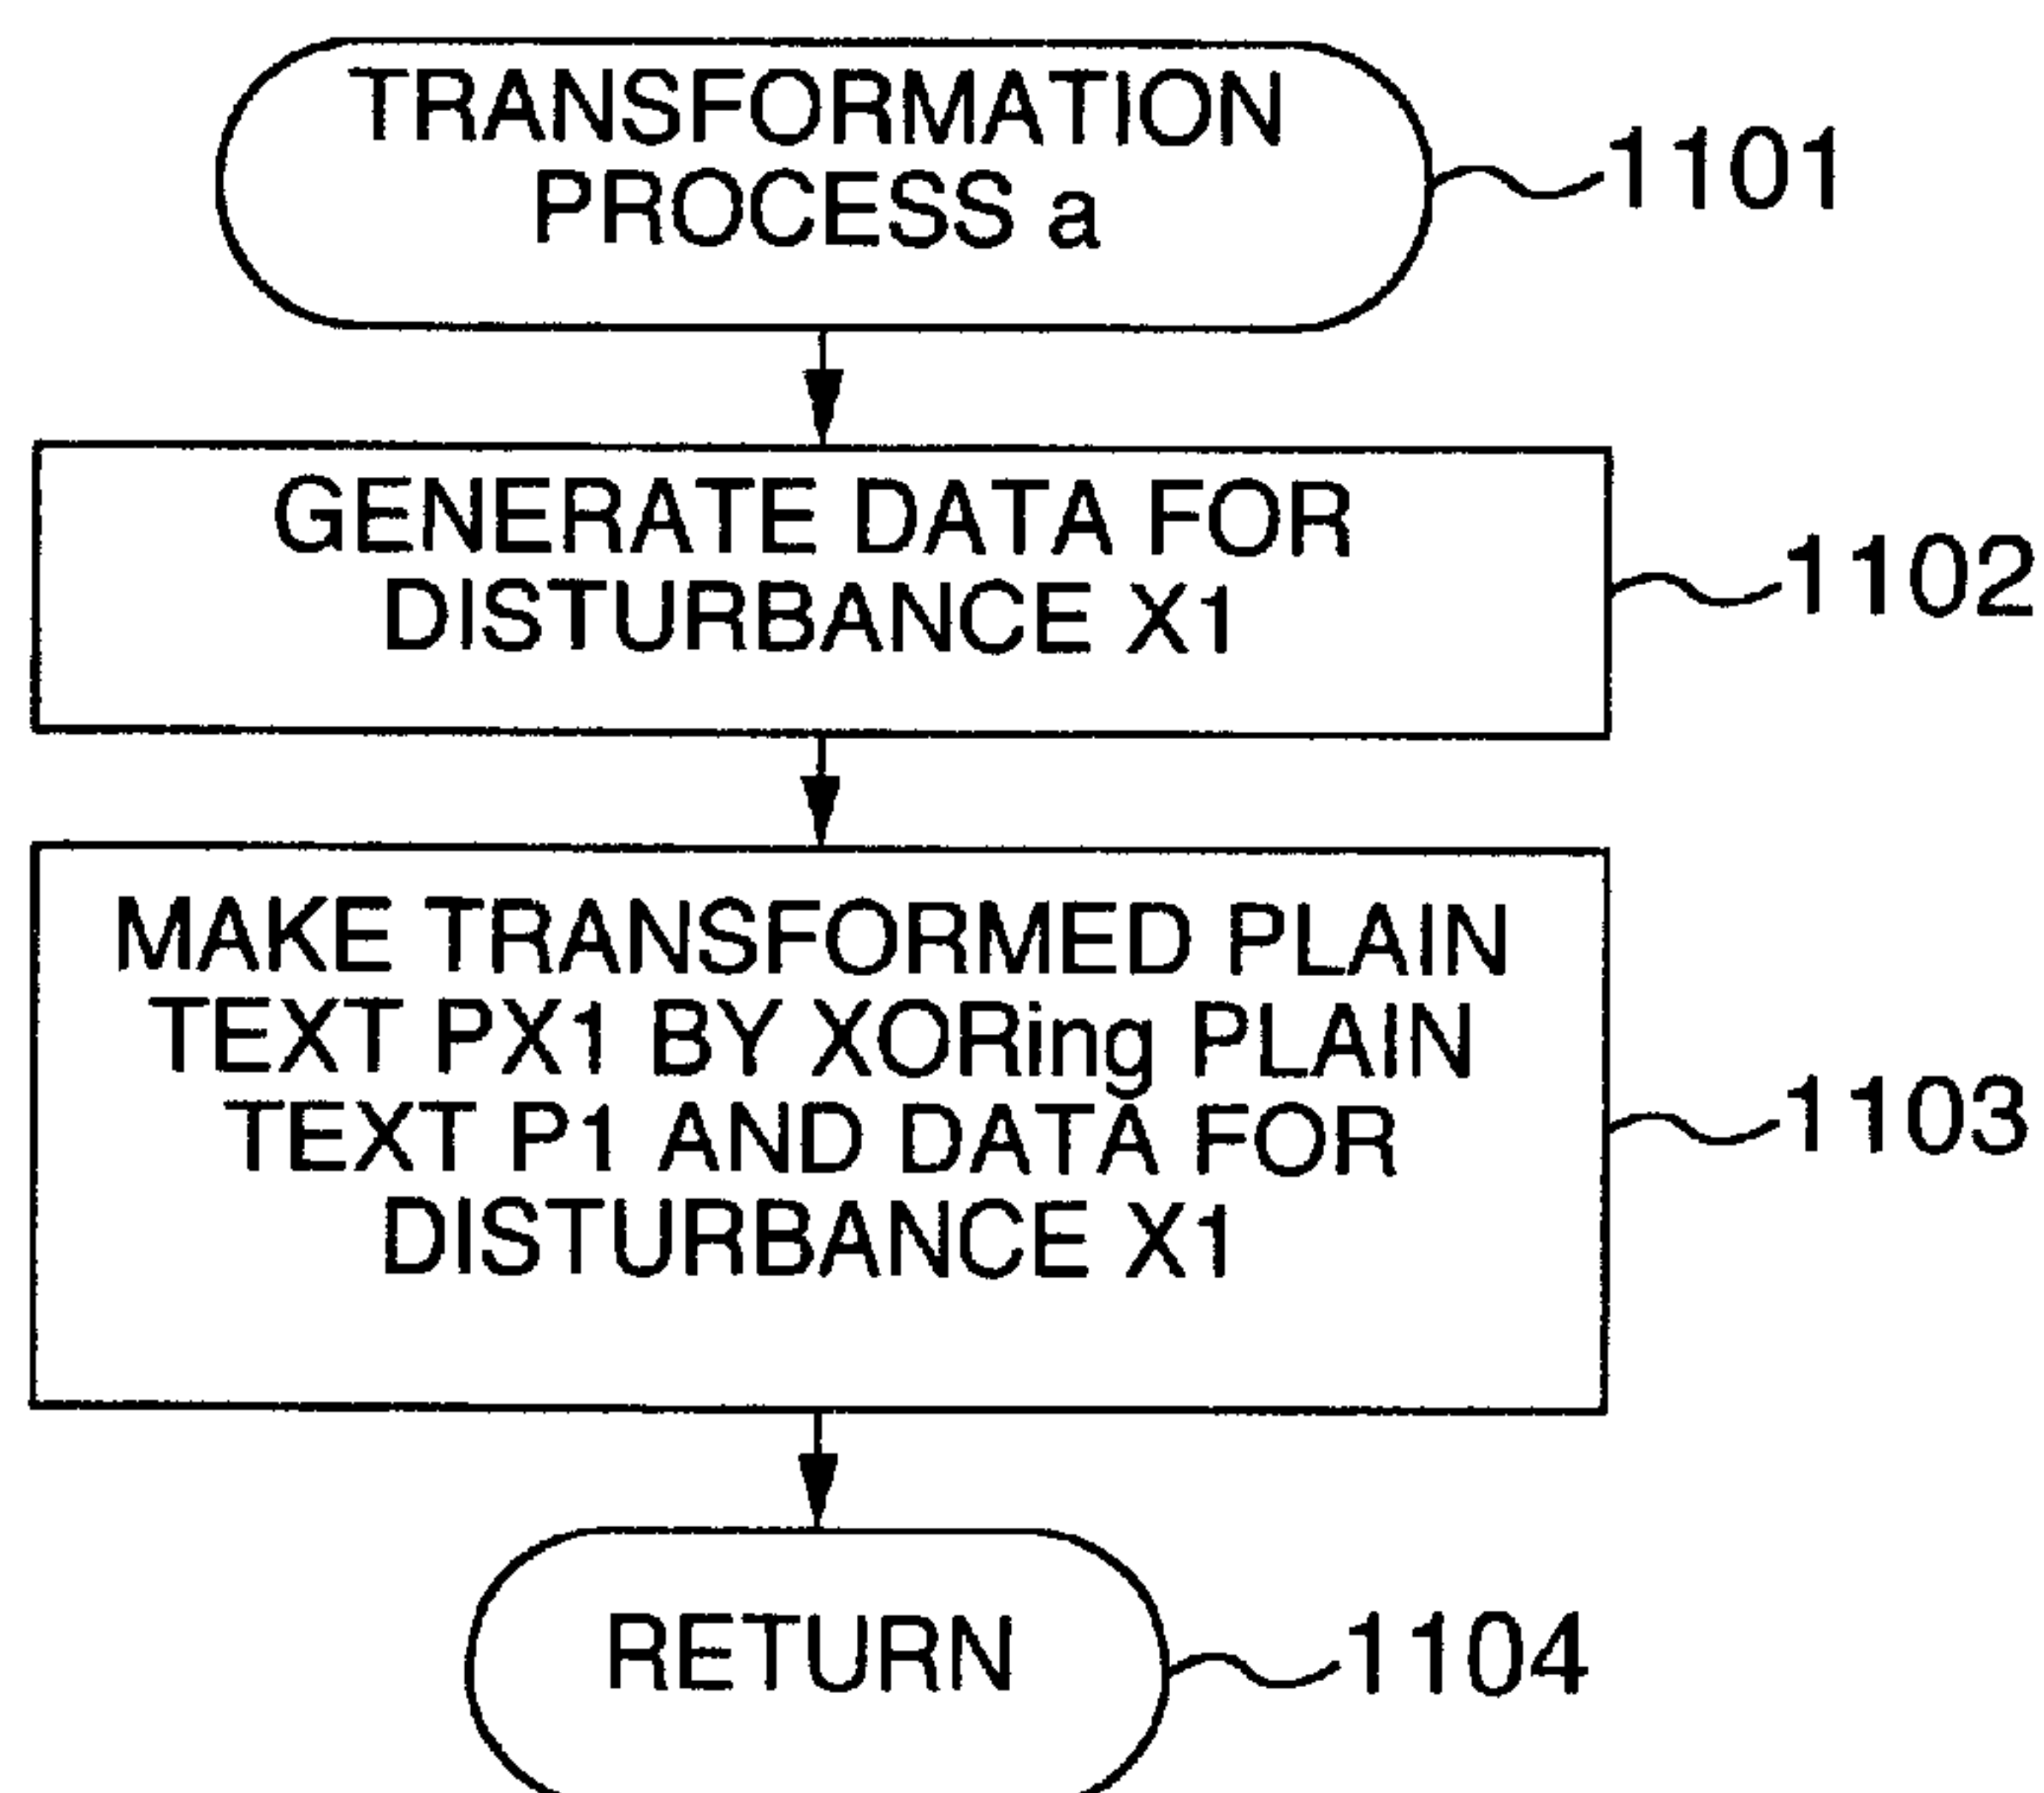 TRANSFORMATION
PROCESS a
1101
GENERATE DATA FOR
DISTURBANCE X1
1102
MAKE TRANSFORMED PLAIN
TEXT PX1 BY XORing PLAIN
TEXT P1 AND DATA FOR
DISTURBANCE X1
1103
RETURN
1104